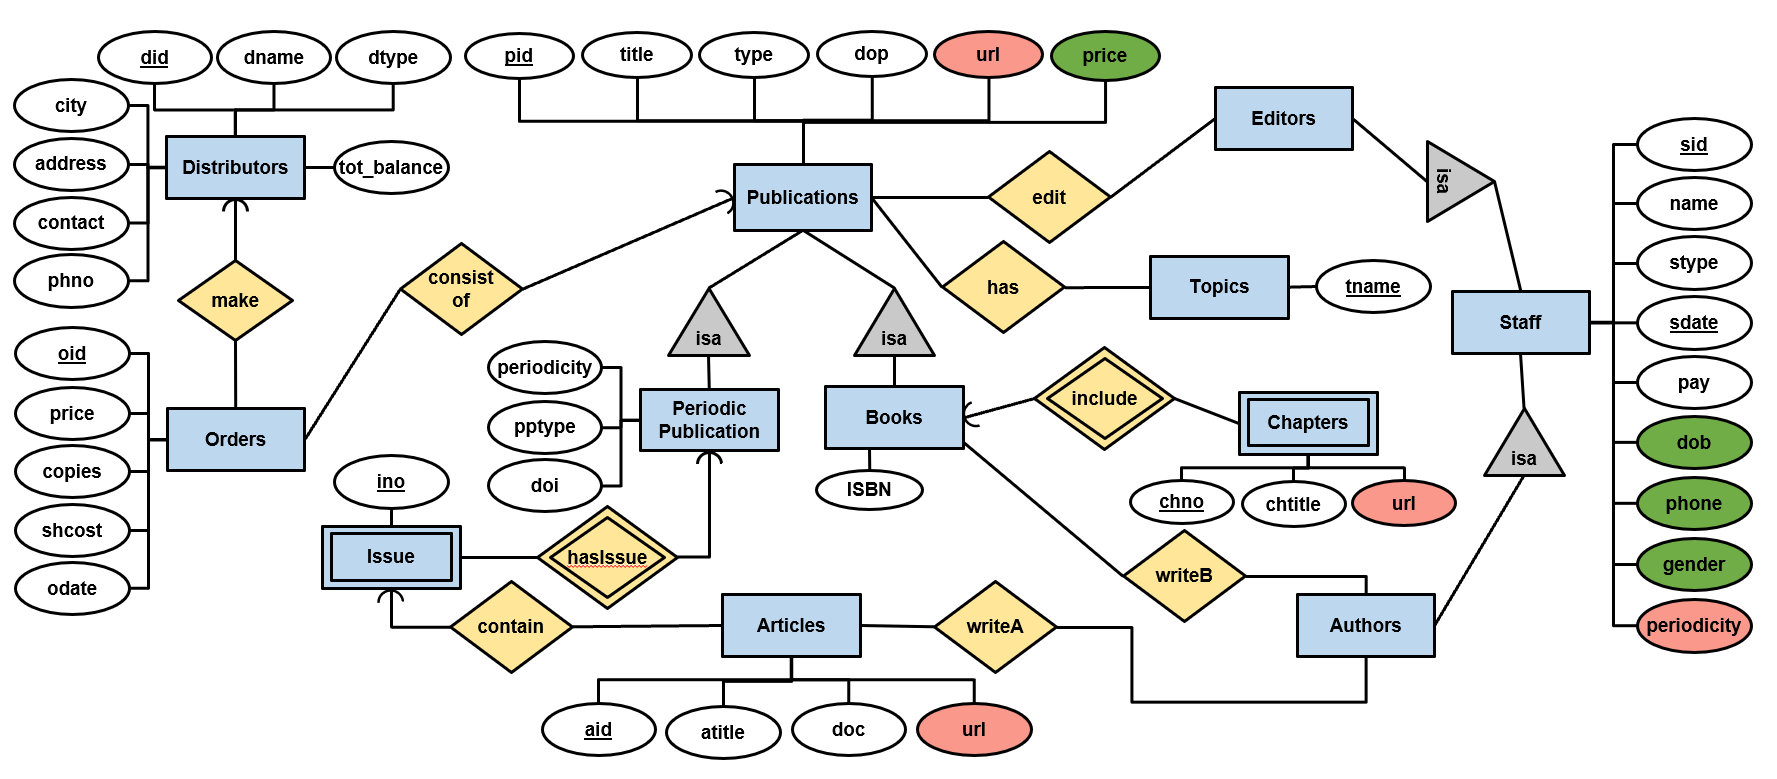 did
dname
dtype
pid
title
type
dop
url
price
city
address
contact
phno
Distributors
tot_balance
Publications
edit
Editors
isa
sid
name
stype
sdate
pay
dob
phone
gender
periodicity
Staff
isa
has
Topics
tname
make
consist
of
oid
price
copies
shcost
odate
Orders
isa
isa
periodicity
pptype
doi
Periodic
Publication
Books
ISBN
include
Chapters
chno
chtitle
url
ino
Issue
hasIssue
writeB
contain
Articles
writeA
Authors
aid
atitle
doc
url